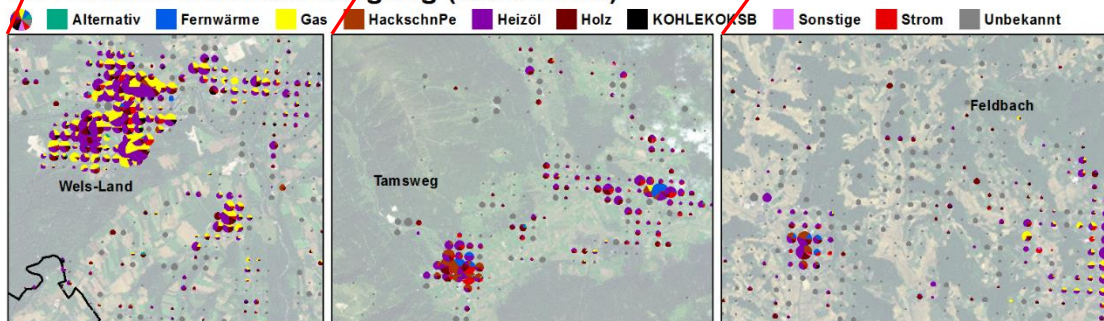 Alternativ Fernwärme Gas HackschnPe Heizöl Holz KOHLEKOKSB Sonstige Strom Unbekannt
Feldbach
Wels-Land
Tamsweg